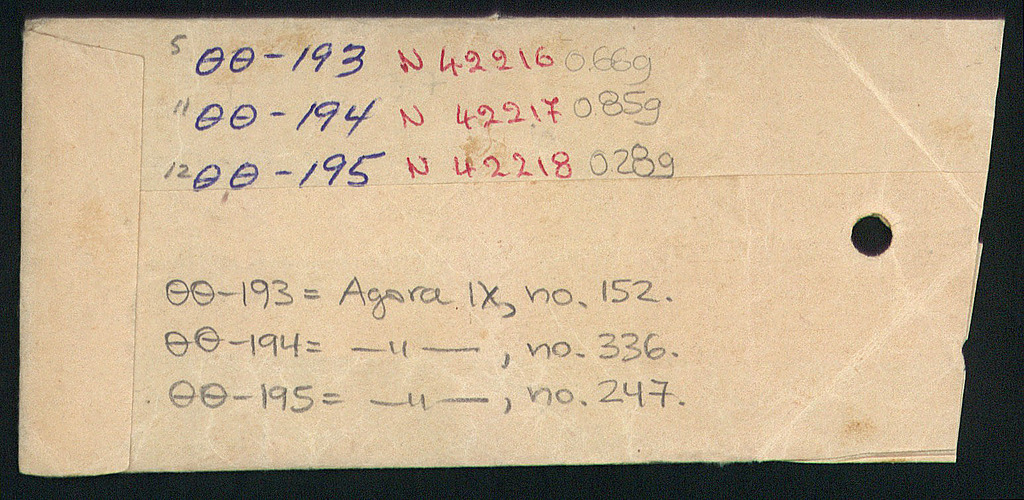 5 ΘΘ-193 N 42216 0.66g
11 ΘΘ-194 N 42217 0.85g
12 ΘΘ-195 N 42218 0.28g
ΘΘ-193 = Agora IX, no. 152.
ΘΘ-194 = —〃—, no. 336.
ΘΘ-195 = —〃—, no. 247.